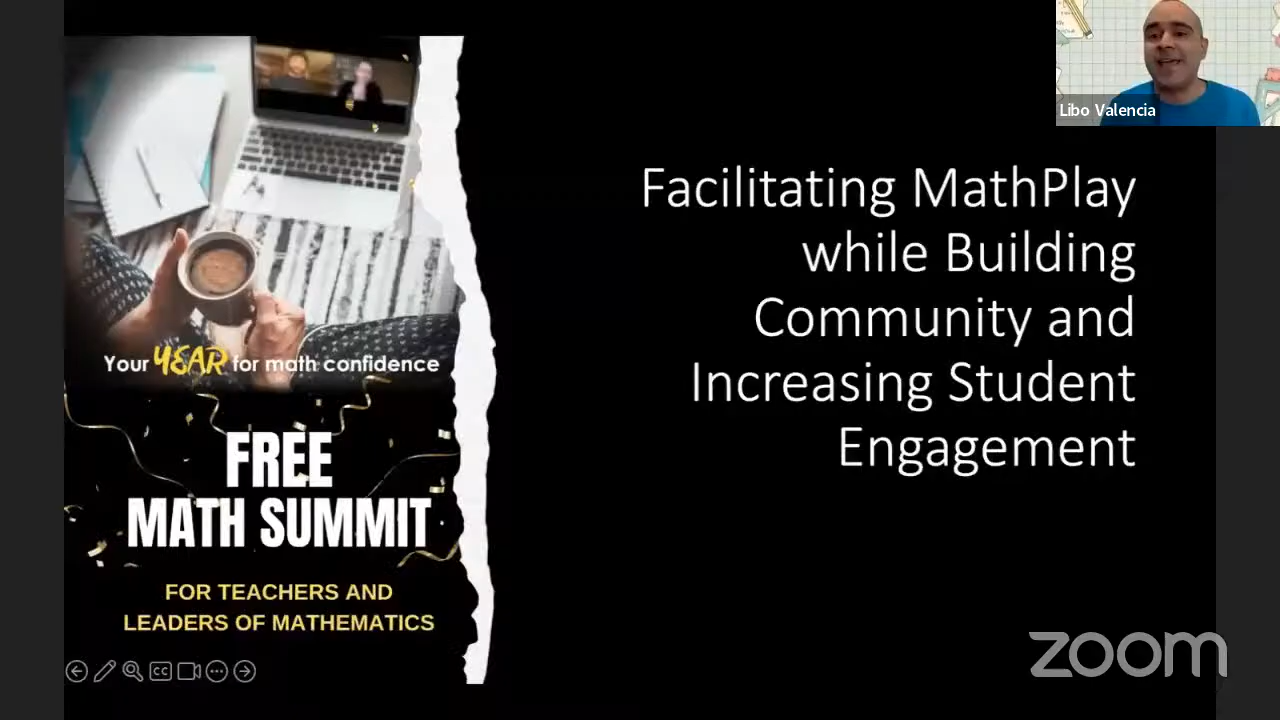 Libo Valencia
Facilitating MathPlay
while Building
Community and
Increasing Student
Engagement
Your YEAR for math confidence
FREE
MATH SUMMIT
FOR TEACHERS AND
LEADERS OF MATHEMATICS
CC
zoom